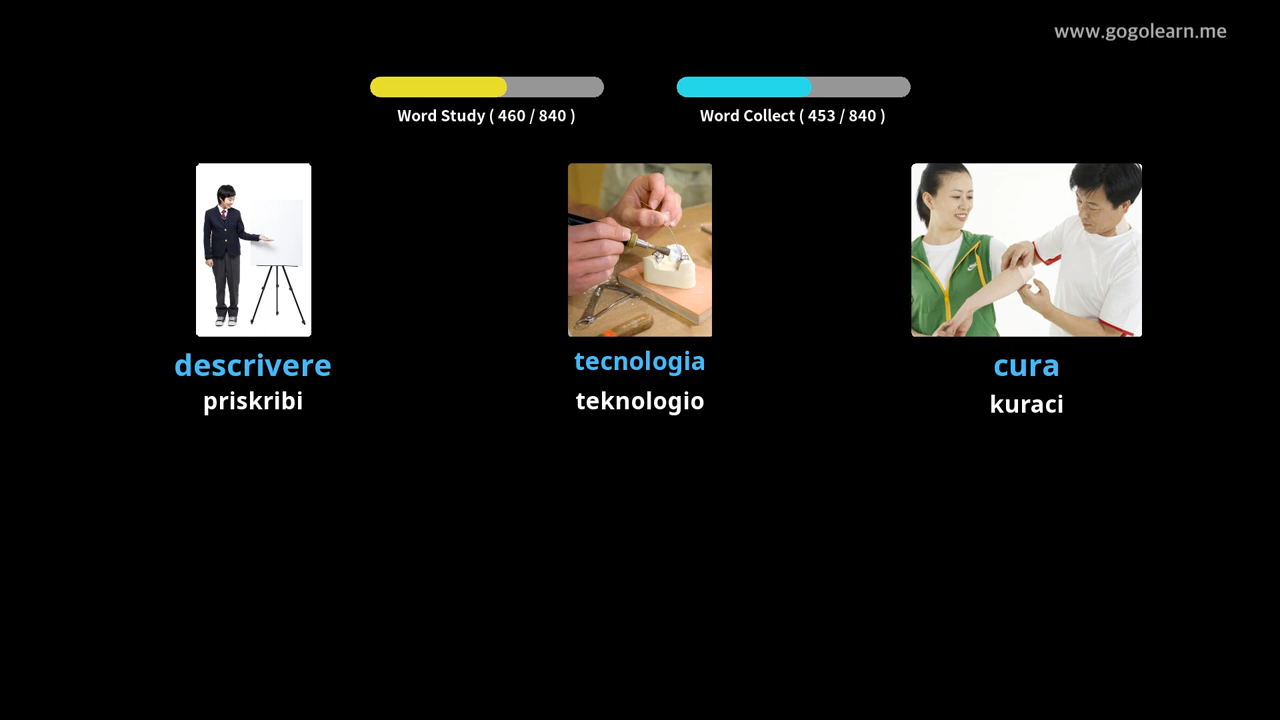 www.gogolearn.me
Word Study ( 460 / 840 )
Word Collect ( 453 / 840 )
descrivere
priskribi
tecnologia
teknologio
cura
kuraci